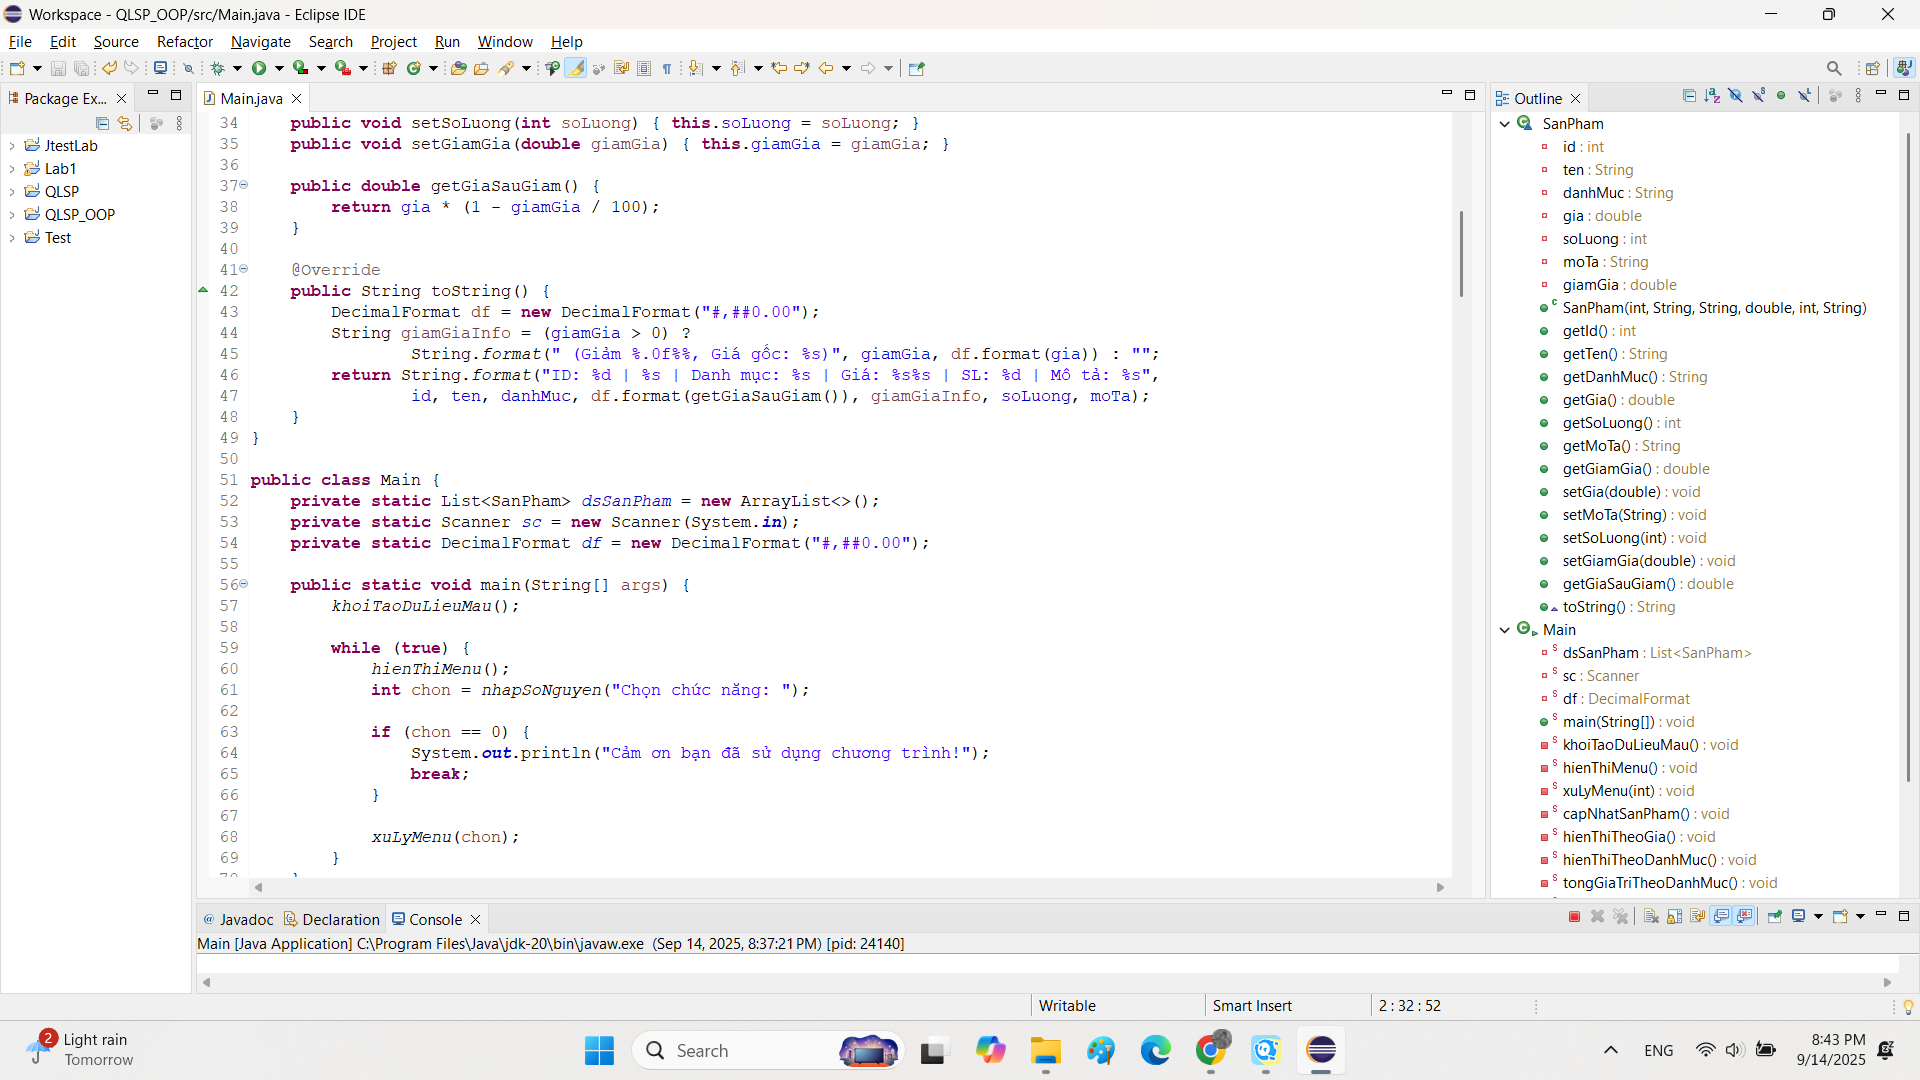 Workspace - QLSP_OOP/src/Main.java - Eclipse IDE
File Edit Source Refactor Navigate Search Project Run Window Help
Package Ex...
JtestLab
Lab1
QLSP
QLSP_OOP
Test
Main.java
34 public void setSoLuong(int soLuong) { this.soLuong = soLuong; }
35 public void setGiamGia(double giamGia) { this.giamGia = giamGia; }
36
37 public double getGiaSauGiam() {
38 return gia * (1 - giamGia / 100);
39 }
40
41 @Override
42 public String toString() {
43 DecimalFormat df = new DecimalFormat("#,##0.00");
44 String giamGiaInfo = (giamGia > 0) ?
45 String.format(" (Giảm %.0f%%, Giá gốc: %s)", giamGia, df.format(gia)) : "";
46 return String.format("ID: %d | %s | Danh mục: %s | Giá: %s%s | SL: %d | Mô tả: %s",
47 id, ten, danhMuc, df.format(getGiaSauGiam()), giamGiaInfo, soLuong, moTa);
48 }
49 }
50
51 public class Main {
52 private static List<SanPham> dsSanPham = new ArrayList<>();
53 private static Scanner sc = new Scanner(System.in);
54 private static DecimalFormat df = new DecimalFormat("#,##0.00");
55
56 public static void main(String[] args) {
57 khoiTaoDuLieuMau();
58
59 while (true) {
60 hienThiMenu();
61 int chon = nhapSoNguyen("Chọn chức năng: ");
62
63 if (chon == 0) {
64 System.out.println("Cảm ơn bạn đã sử dụng chương trình!");
65 break;
66 }
67
68 xuLyMenu(chon);
69 }
Outline
SanPham
id : int
ten : String
danhMuc : String
gia : double
soLuong : int
moTa : String
giamGia : double
SanPham(int, String, String, double, int, String)
getId() : int
getTen() : String
getDanhMuc() : String
getGia() : double
getSoLuong() : int
getMoTa() : String
getGiamGia() : double
setGia(double) : void
setMoTa(String) : void
setSoLuong(int) : void
setGiamGia(double) : void
getGiaSauGiam() : double
toString() : String
Main
dsSanPham : List<SanPham>
sc : Scanner
df : DecimalFormat
main(String[]) : void
khoiTaoDuLieuMau() : void
hienThiMenu() : void
xuLyMenu(int) : void
capNhatSanPham() : void
hienThiTheoGia() : void
hienThiTheoDanhMuc() : void
tongGiaTriTheoDanhMuc() : void
Javadoc Declaration Console
Main [Java Application] C:\Program Files\Java\jdk-20\bin\javaw.exe (Sep 14, 2025, 8:37:21 PM) [pid: 24140]
Writable Smart Insert 2 : 32 : 52
2
Light rain
Tomorrow
Search
ENG
8:43 PM
9/14/2025